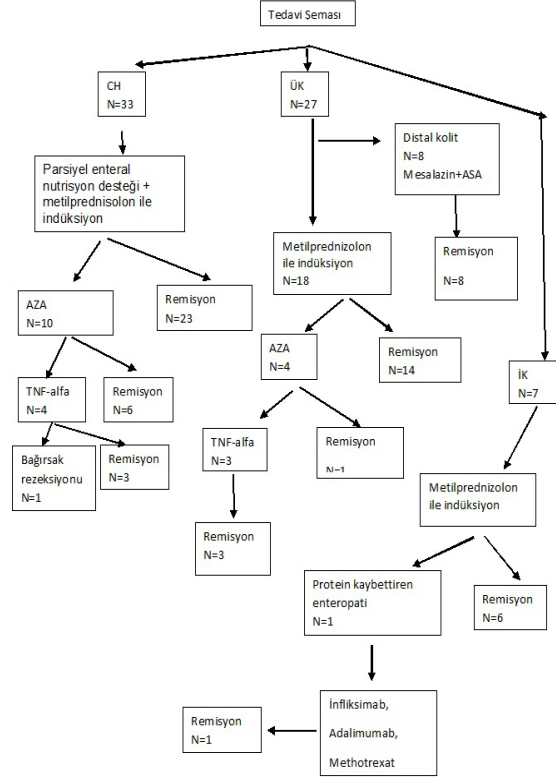 Tedavi Şeması
CH
N=33
ÜK
N=27
Distal kolit
N=8
Mesalazin+ASA
Parsiyel enteral
nutrisyon desteği +
metilprednisolon ile
indüksiyon
Metilprednizolon
ile indüksiyon
N=18
Remisyon
N=8
AZA
N=10
Remisyon
N=23
AZA
N=4
Remisyon
N=14
İK
N=7
TNF-alfa
N=4
Remisyon
N=6
TNF-alfa
N=3
Remisyon
N=1
Bağırsak
rezeksiyonu
N=1
Remisyon
N=3
Metilprednizolon
ile indüksiyon
Remisyon
N=3
Protein kaybettiren
enteropati
N=1
Remisyon
N=6
İnfliksimab,
Adalimumab,
Methotrexat
Remisyon
N=1